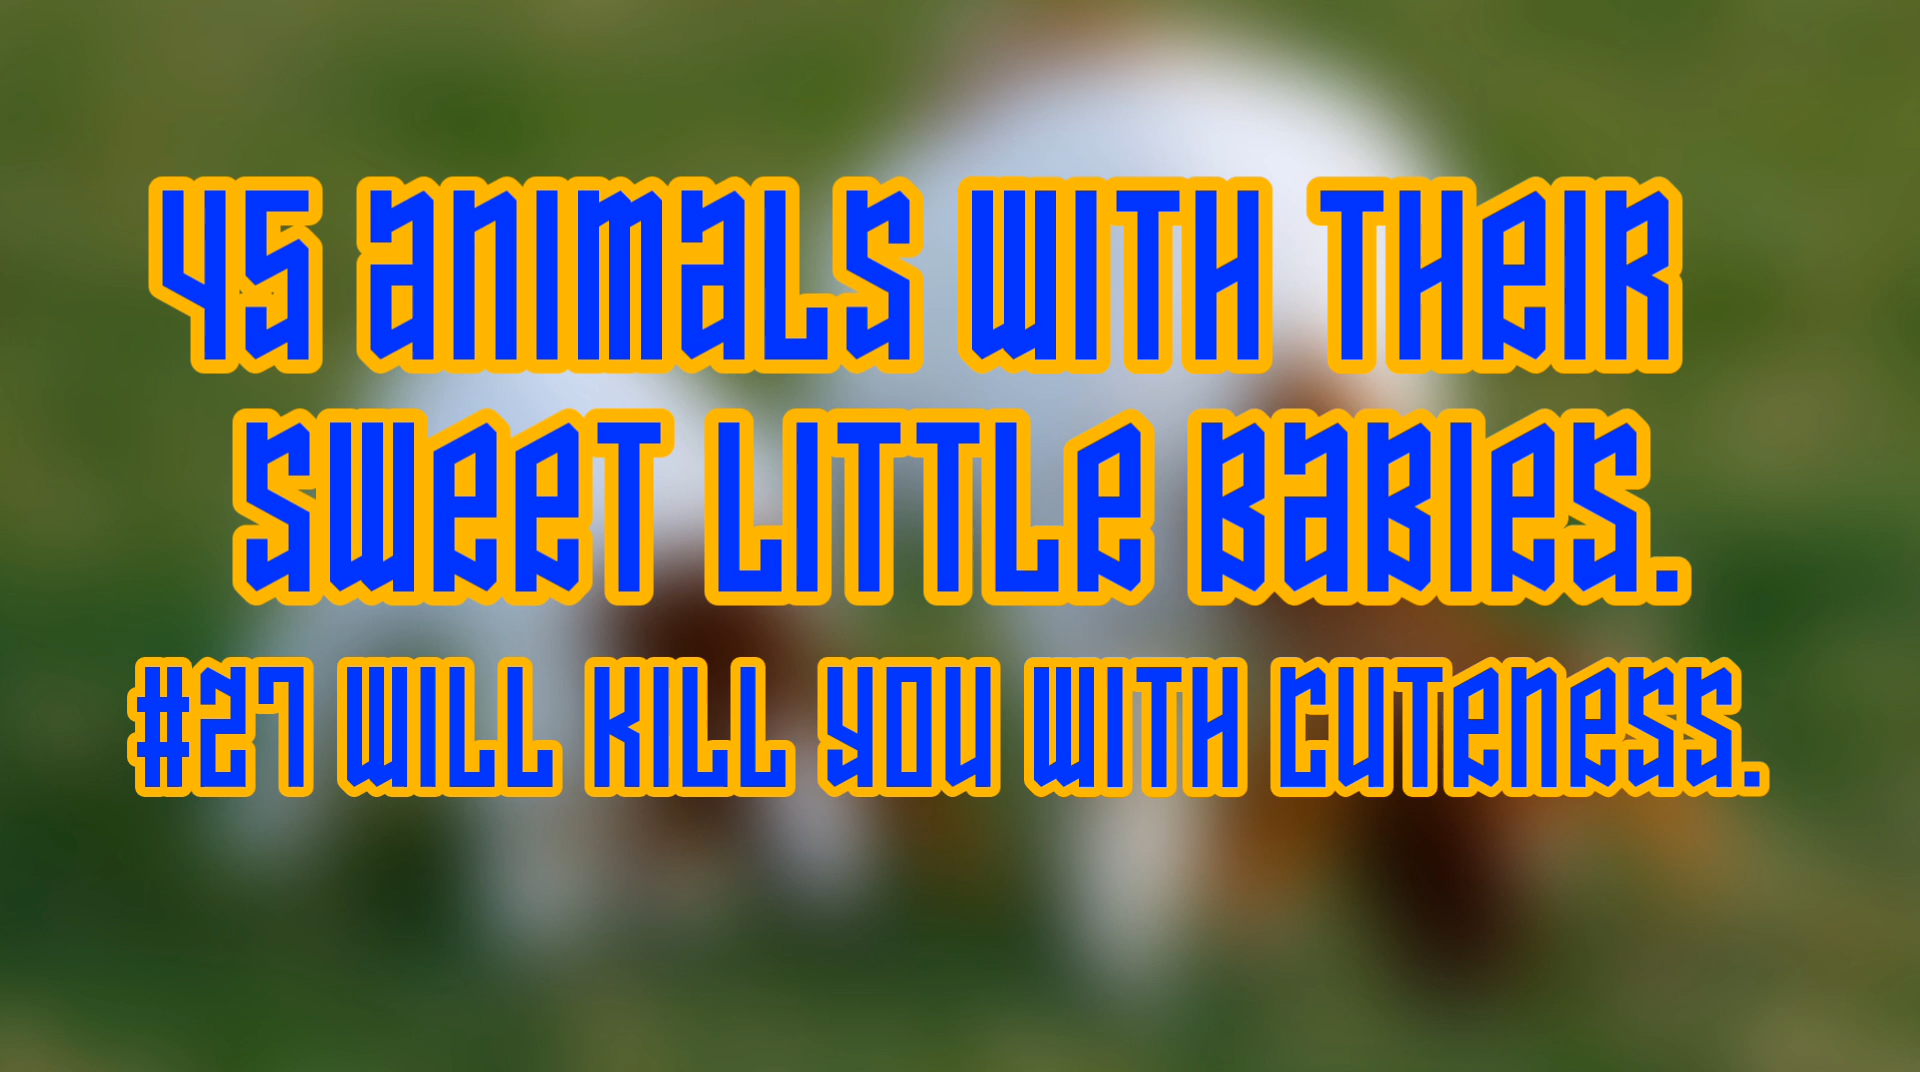 45 ANIMALS WITH THEIR
SWEET LITTLE BABIES.
#27 WILL KILL YOU WITH CUTENESS.